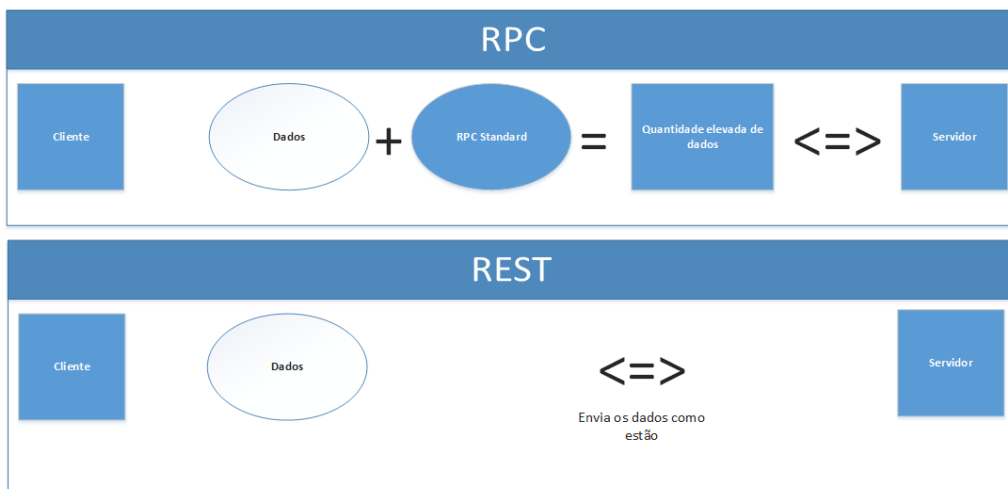 RPC
Cliente
Dados
+
RPC Standard
=
Quantidade elevada de
dados
<=>
Servidor
REST
Cliente
Dados
<=>
Envia os dados como
estão
Servidor